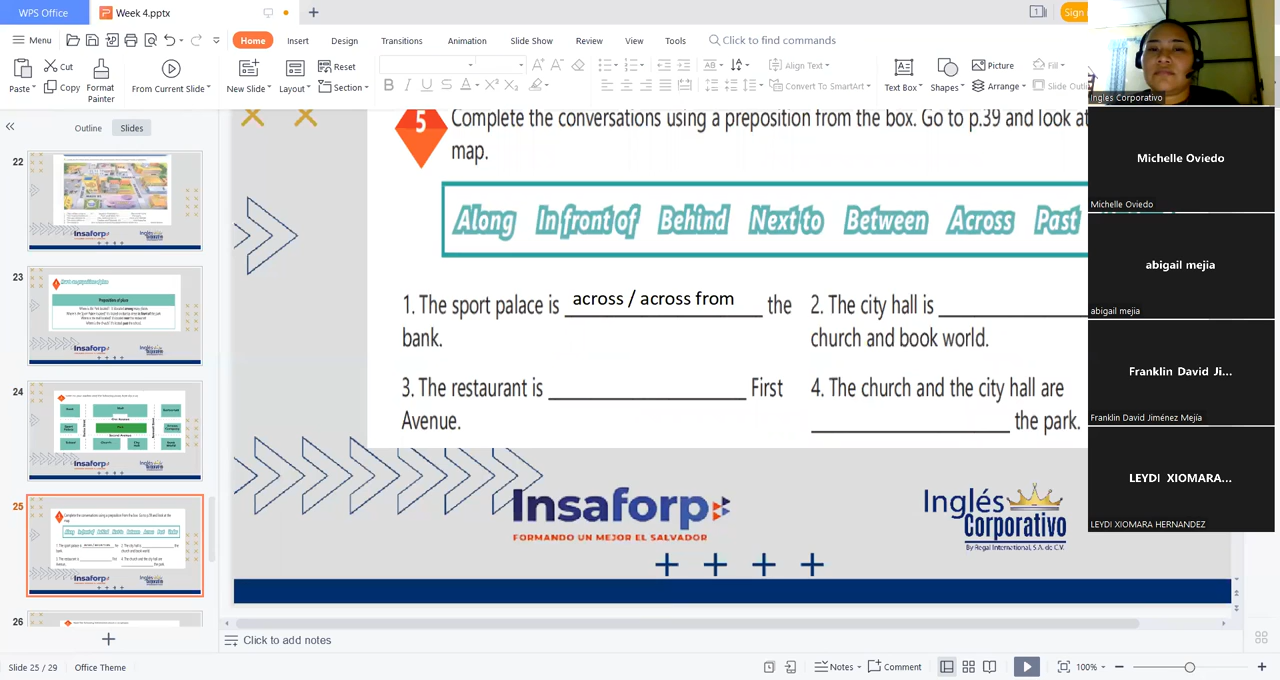 WPS Office
Week 4.pptx
Sign
Menu
Home
Insert
Design
Transitions
Animation
Slide Show
Review
View
Tools
Click to find commands
Paste
Cut
Copy
Format Painter
From Current Slide
New Slide
Layout
Reset
Section
Align Text
Convert To SmartArt
Text Box
Shapes
Picture
Arrange
Fill
Slide Outli
Outline
Slides
22
23
24
25
26
5
Complete the conversations using a preposition from the box. Go to p.39 and look at
map.
Along In front of Behind Next to Between Across Past
1. The sport palace is across / across from the
bank.
2. The city hall is
church and book world.
3. The restaurant is First
Avenue.
4. The church and the city hall are
the park.
Insaforp
FORMANDO UN MEJOR EL SALVADOR
Inglés
Corporativo
By Regal International, S.A. de C.V.
Click to add notes
Slide 25 / 29
Office Theme
Notes
Comment
100%
Ingles Corporativo
Michelle Oviedo
Michelle Oviedo
abigail mejia
abigail mejia
Franklin David Ji...
Franklin David Jiménez Mejía
LEYDI XIOMARA...
LEYDI XIOMARA HERNANDEZ